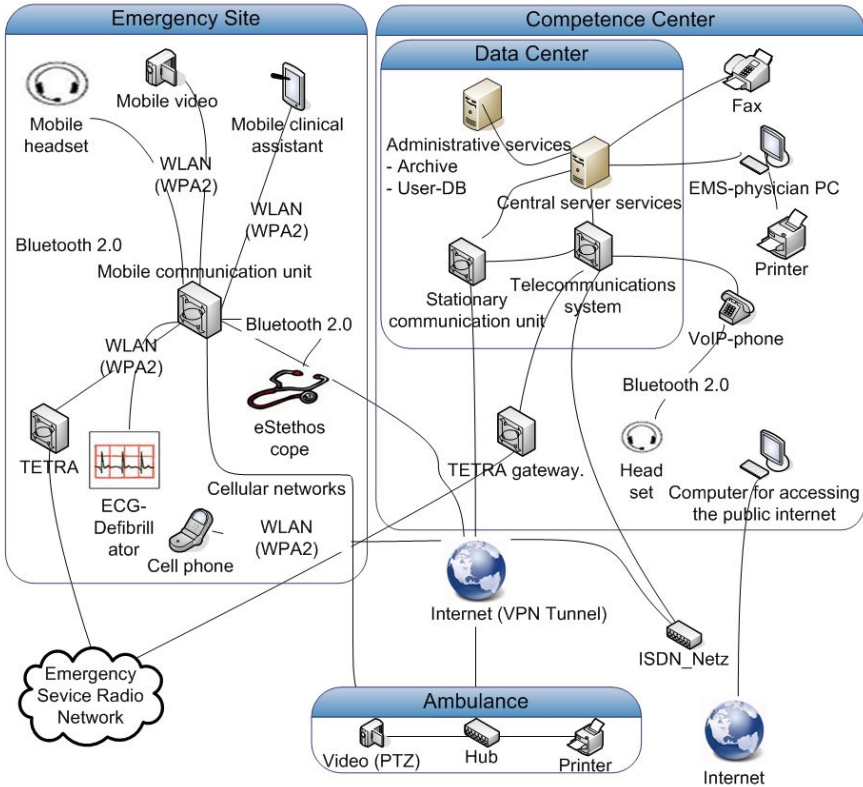 Emergency Site
Mobile
headset
Mobile video
Mobile clinical
assistant
WLAN
(WPA2)
WLAN
(WPA2)
Bluetooth 2.0
Mobile communication unit
Bluetooth 2.0
WLAN
(WPA2)
TETRA
ECG-
Defibrill
ator
eStethos
cope
Cellular networks
Cell phone
WLAN
(WPA2)
Competence Center
Data Center
Administrative services
- Archive
- User-DB
Central server services
Stationary
communication unit
Telecommunications
system
Fax
EMS-physician PC
Printer
VoIP-phone
Bluetooth 2.0
Head
set
TETRA gateway.
Computer for accessing
the public internet
Internet (VPN Tunnel)
ISDN_Netz
Emergency
Sevice Radio
Network
Ambulance
Video (PTZ)
Hub
Printer
Internet